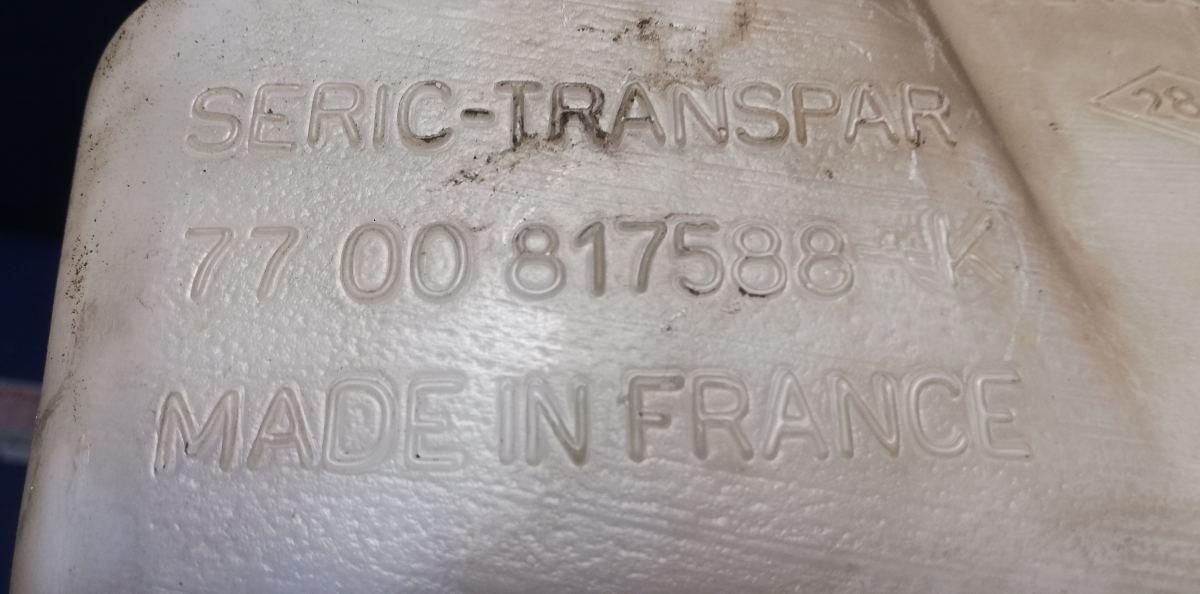 SERIC-TRANSPAR
77 00 817588 K
MADE IN FRANCE